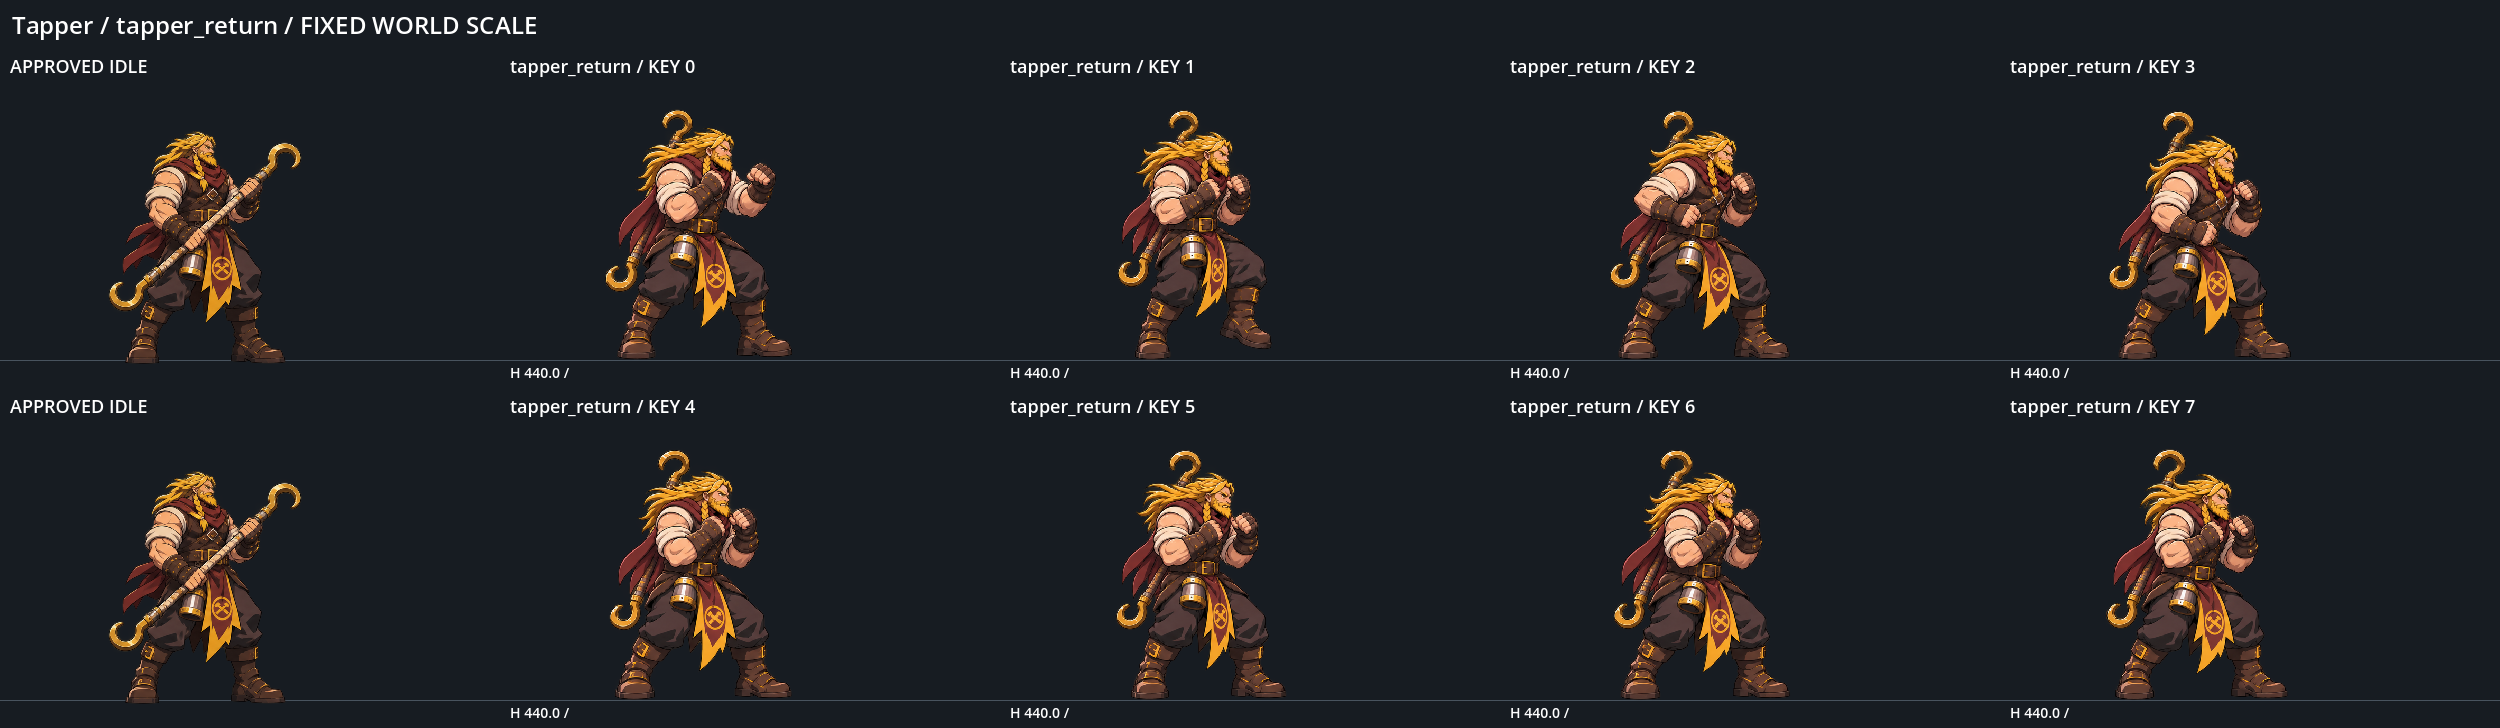 Tapper / tapper_return / FIXED WORLD SCALE
APPROVED IDLE
tapper_return / KEY 0
tapper_return / KEY 1
tapper_return / KEY 2
tapper_return / KEY 3
H 440.0 /
H 440.0 /
H 440.0 /
H 440.0 /
APPROVED IDLE
tapper_return / KEY 4
tapper_return / KEY 5
tapper_return / KEY 6
tapper_return / KEY 7
H 440.0 /
H 440.0 /
H 440.0 /
H 440.0 /